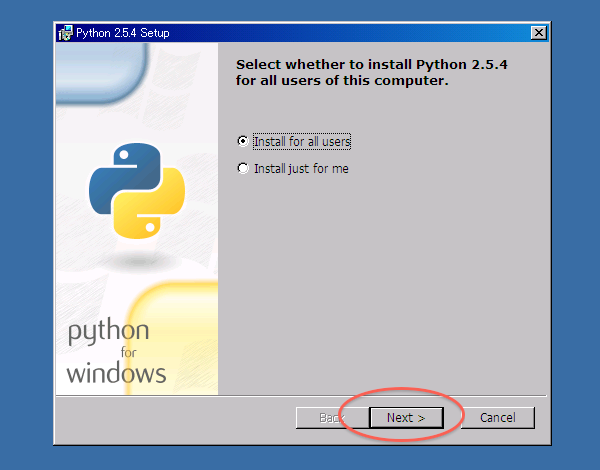 Python 2.5.4 Setup
Select whether to install Python 2.5.4
for all users of this computer.
Install for all users
Install just for me
python
for
windows
Back
Next >
Cancel